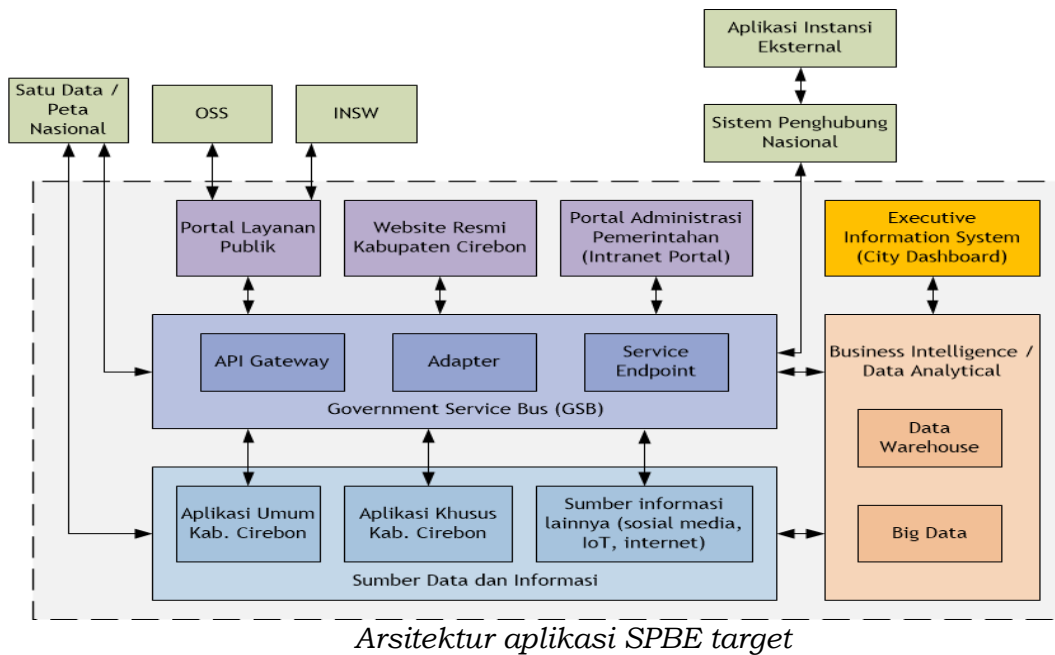 Aplikasi Instansi
Eksternal
Satu Data /
Peta
Nasional
OSS
INSW
Sistem Penghubung
Nasional
Portal Layanan
Publik
Website Resmi
Kabupaten Cirebon
Portal Administrasi
Pemerintahan
(Intranet Portal)
Executive
Information System
(City Dashboard)
API Gateway
Adapter
Service
Endpoint
Government Service Bus (GSB)
Business Intelligence /
Data Analytical
Data
Warehouse
Big Data
Aplikasi Umum
Kab. Cirebon
Aplikasi Khusus
Kab. Cirebon
Sumber informasi
lainnya (sosial media,
IoT, internet)
Sumber Data dan Informasi
Arsitektur aplikasi SPBE target